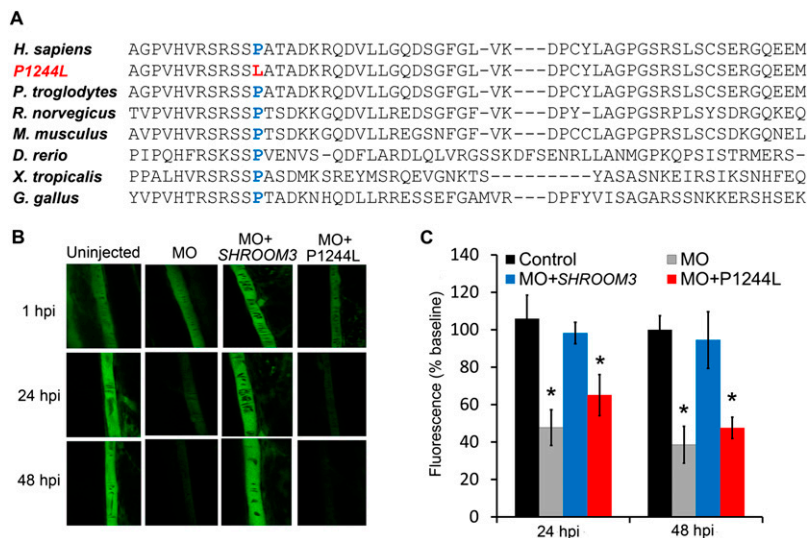 A
H. sapiens AGPVHVRSRSSPATADKRQDVLLGQDSGFGL-VK---DPCYLAGPGSRSLSCSERGQEEM
P1244L AGPVHVRSRSSLATADKRQDVLLGQDSGFGL-VK---DPCYLAGPGSRSLSCSERGQEEM
P. troglodytes AGPVHVRSRSSPATADKRQDVLLGQDSGFGL-VK---DPCYLAGPGSRSLSCSERGQEEM
R. norvegicus TVPVHVRSRSSPTSDKKGQDVLLREDSGFGF-VK---DPY-LAGPGSRPLSYSDRGQKEQ
M. musculus AVPVHVRSRSSPTSDKKGQDVLLREGSNFGF-VK---DPCCLAGPGPRSLSCSDKGQNEL
D. rerio PIPQHFRSKSSPVENVS-QDFLARDLQLVRGSSKDFSENRLLANMGPKQPSISTRMERS-
X. tropicalis PPALHVRSRSSPASDMKSREYMSRQEVGNKTS----------YASASNKEIRSIKSNHFEQ
G. gallus YVPVHTRSRSSPTADKNHQDLLRRESSEFGAMVR---DPFYVISAGARSSNKKERSHSEK
B
Uninjected MO MO+ SHROOM3 MO+ P1244L
1 hpi
24 hpi
48 hpi
C
Control MO
MO+SHROOM3 MO+P1244L
Fluorescence (% baseline)
140
120
100
80
60
40
20
0
* * * *
24 hpi 48 hpi